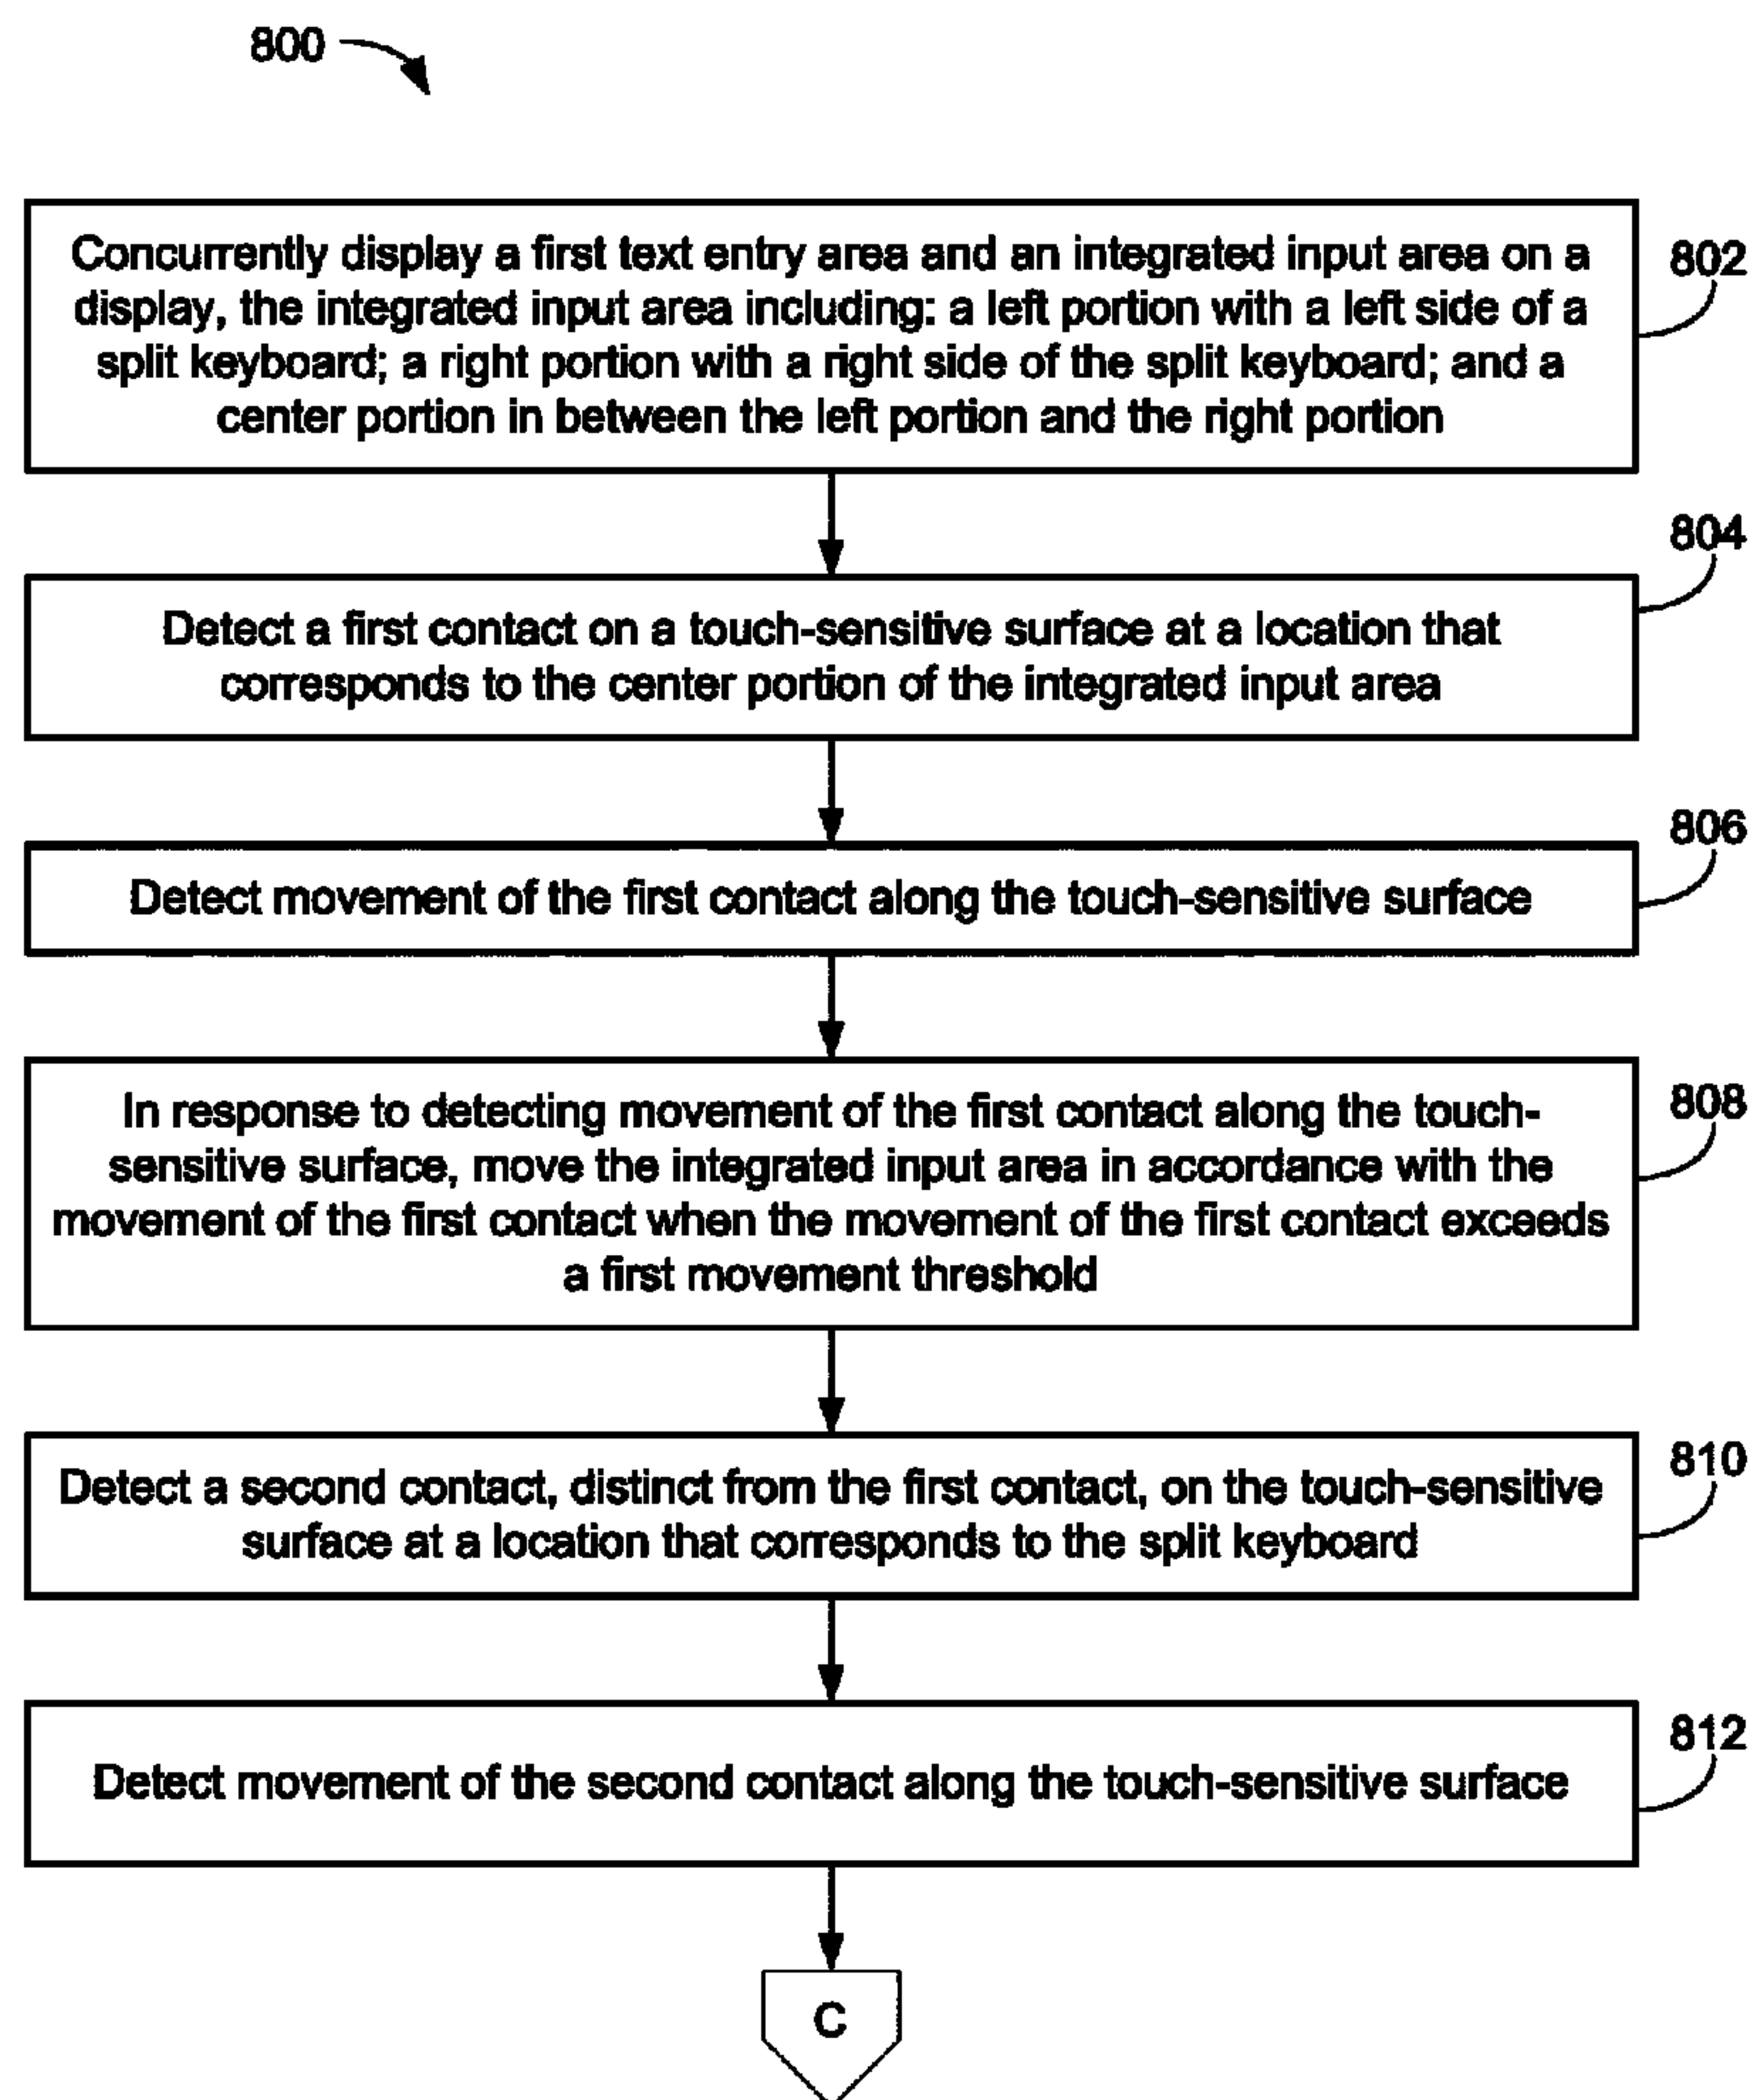 800
Concurrently display a first text entry area and an integrated input area on a
display, the integrated input area including: a left portion with a left side of a
split keyboard; a right portion with a right side of the split keyboard; and a
center portion in between the left portion and the right portion
802
804
Detect a first contact on a touch-sensitive surface at a location that
corresponds to the center portion of the integrated input area
806
Detect movement of the first contact along the touch-sensitive surface
808
In response to detecting movement of the first contact along the touch-
sensitive surface, move the integrated input area in accordance with the
movement of the first contact when the movement of the first contact exceeds
a first movement threshold
810
Detect a second contact, distinct from the first contact, on the touch-sensitive
surface at a location that corresponds to the split keyboard
812
Detect movement of the second contact along the touch-sensitive surface
C